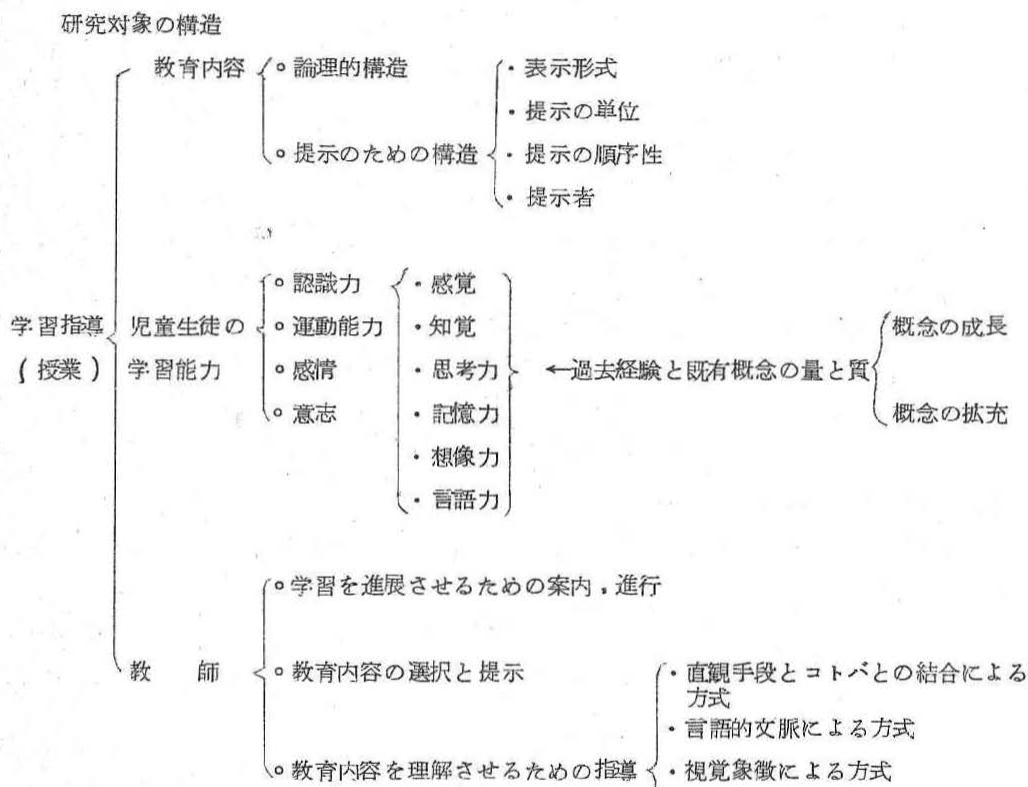 研究対象の構造
教育内容
○ 論理的構造
・ 表示形式
・ 提示の単位
○ 提示のための構造
・ 提示の順序性
・ 提示者
学習指導
(授業)
児童生徒の
学習能力
○ 認識力
○ 運動能力
○ 感情
○ 意志
・ 感覚
・ 知覚
・ 思考力
・ 記憶力
・ 想像力
・ 言語力
←過去経験と既有概念の量と質
概念の成長
概念の拡充
教師
○ 学習を進展させるための案内,進行
○ 教育内容の選択と提示
○ 教育内容を理解させるための指導
・ 直観手段とコトバとの結合による
方式
・ 言語的文脈による方式
・ 視覚象徴による方式